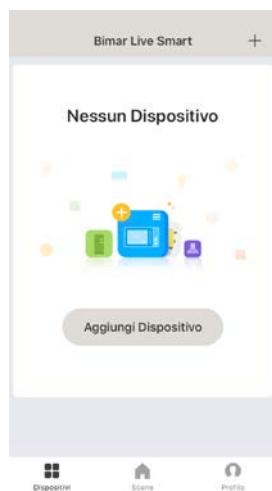 Bimar Live Smart +
Nessun Dispositivo
Aggiungi Dispositivo
Dispositivi Scene Profilo